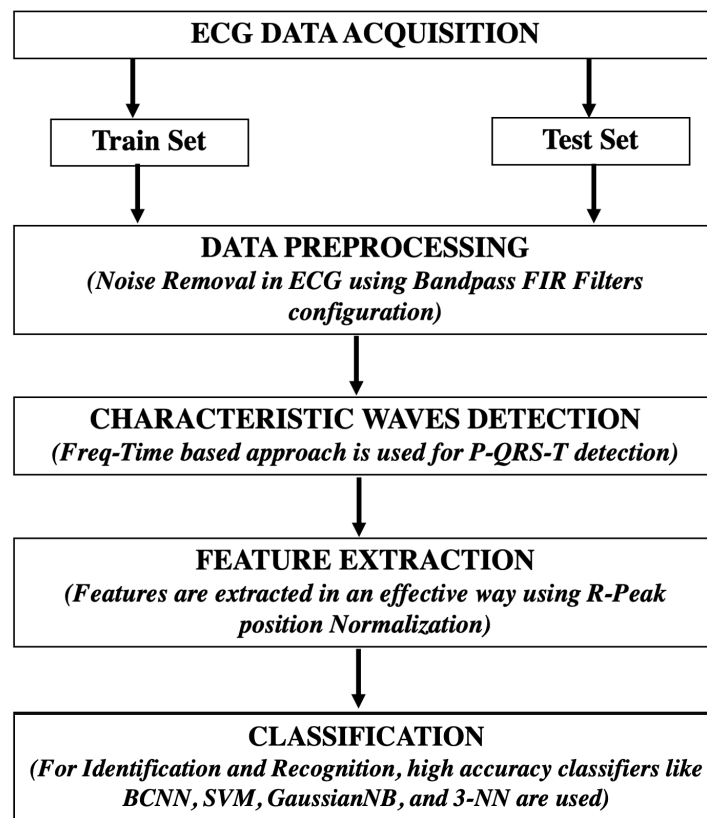 ECG DATA ACQUISITION
Train Set
Test Set
DATA PREPROCESSING
(Noise Removal in ECG using Bandpass FIR Filters
configuration)
CHARACTERISTIC WAVES DETECTION
(Freq-Time based approach is used for P-QRS-T detection)
FEATURE EXTRACTION
(Features are extracted in an effective way using R-Peak
position Normalization)
CLASSIFICATION
(For Identification and Recognition, high accuracy classifiers like
BCNN, SVM, GaussianNB, and 3-NN are used)